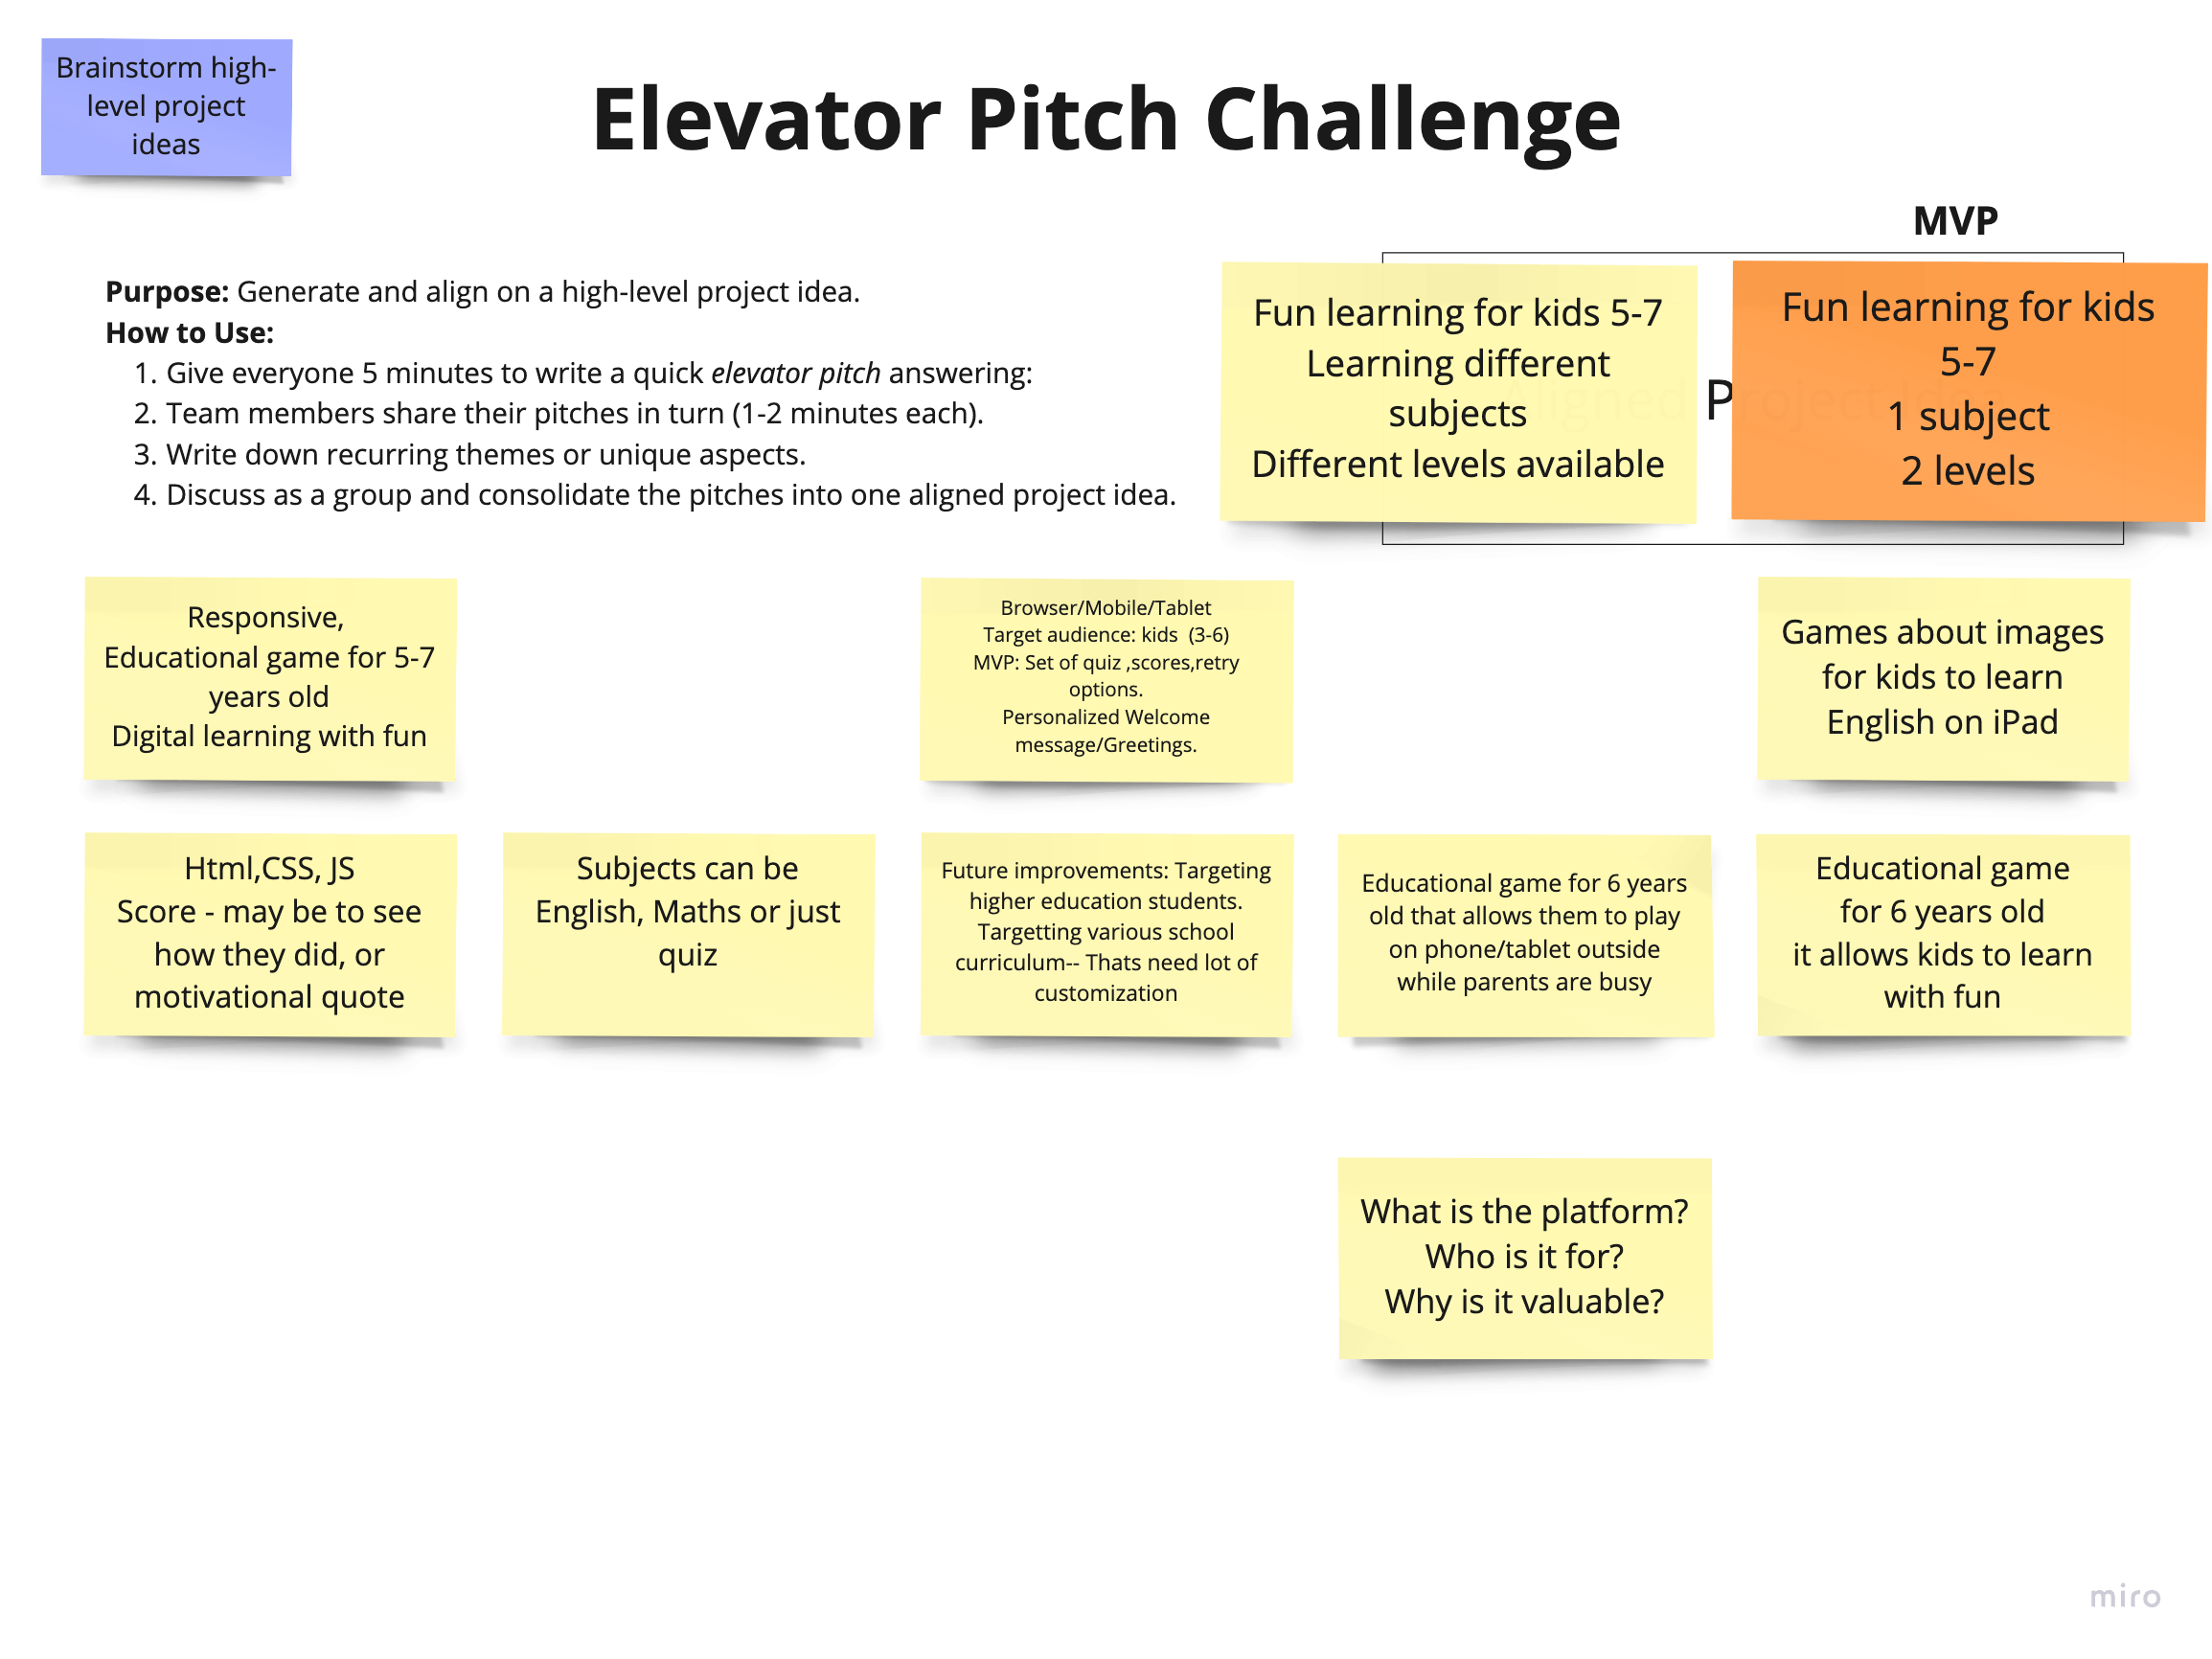 Brainstorm high-
level project
ideas
Elevator Pitch Challenge
Purpose: Generate and align on a high-level project idea.
How to Use:
1. Give everyone 5 minutes to write a quick elevator pitch answering:
2. Team members share their pitches in turn (1-2 minutes each).
3. Write down recurring themes or unique aspects.
4. Discuss as a group and consolidate the pitches into one aligned project idea.
MVP
Fun learning for kids 5-7
Learning different
subjects
Different levels available
Aligned Project
Fun learning for kids
5-7
1 subject
2 levels
Responsive,
Educational game for 5-7
years old
Digital learning with fun
Browser/Mobile/Tablet
Target audience: kids (3-6)
MVP: Set of quiz ,scores,retry
options.
Personalized Welcome
message/Greetings.
Games about images
for kids to learn
English on iPad
Html,CSS, JS
Score - may be to see
how they did, or
motivational quote
Subjects can be
English, Maths or just
quiz
Future improvements: Targeting
higher education students.
Targetting various school
curriculum-- Thats need lot of
customization
Educational game for 6 years
old that allows them to play
on phone/tablet outside
while parents are busy
Educational game
for 6 years old
it allows kids to learn
with fun
What is the platform?
Who is it for?
Why is it valuable?
miro